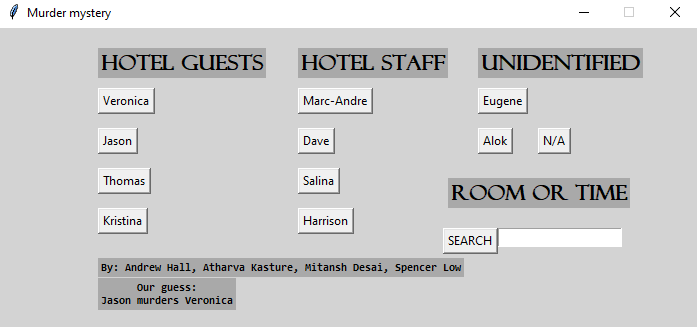 Murder mystery
HOTEL GUESTS HOTEL STAFF UNIDENTIFIED
Veronica Marc-Andre Eugene
Jason Dave Alok N/A
Thomas Salina
ROOM OR TIME
Kristina Harrison
SEARCH
By: Andrew Hall, Atharva Kasture, Mitansh Desai, Spencer Low
Our guess:
Jason murders Veronica